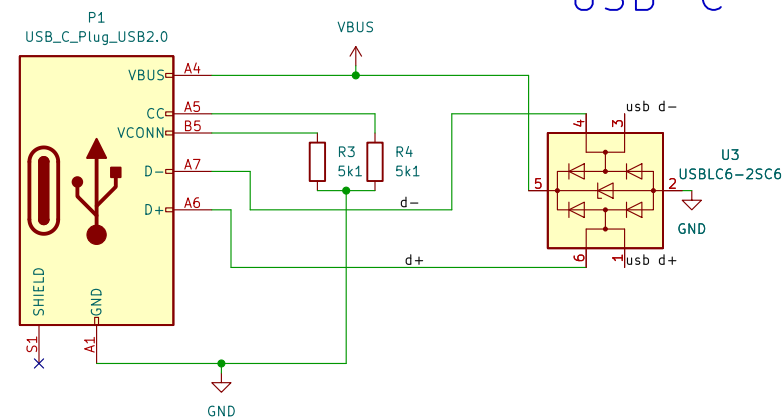 USB C
P1
USB_C_Plug_USB2.0
VBUS
VBUS A4
CC A5
VCONN B5
D- A7
D+ A6
SHIELD
GND
S1
A1
R3
5k1
R4
5k1
d-
d+
GND
4
3
usb d-
5
2
6
1
usb d+
U3
USBLC6-2SC6
GND